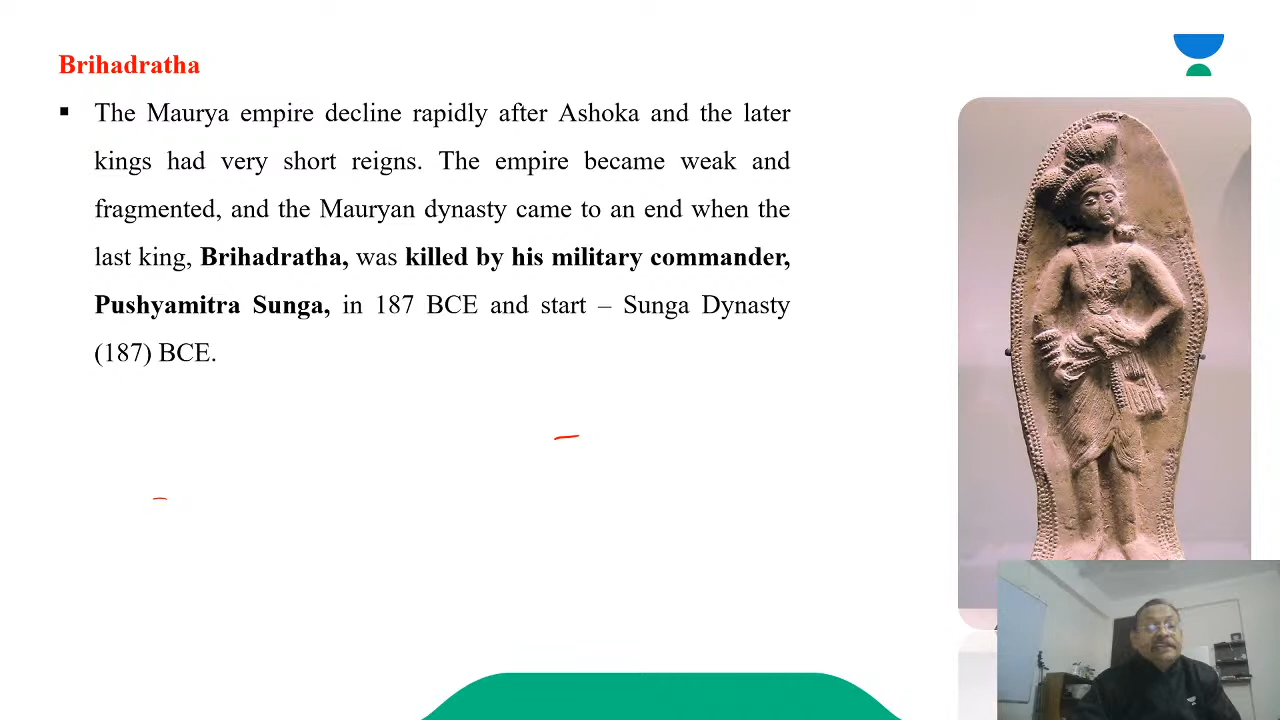 Brihadratha
▪ The Maurya empire decline rapidly after Ashoka and the later
kings had very short reigns. The empire became weak and
fragmented, and the Mauryan dynasty came to an end when the
last king, Brihadratha, was killed by his military commander,
Pushyamitra Sunga, in 187 BCE and start – Sunga Dynasty
(187) BCE.